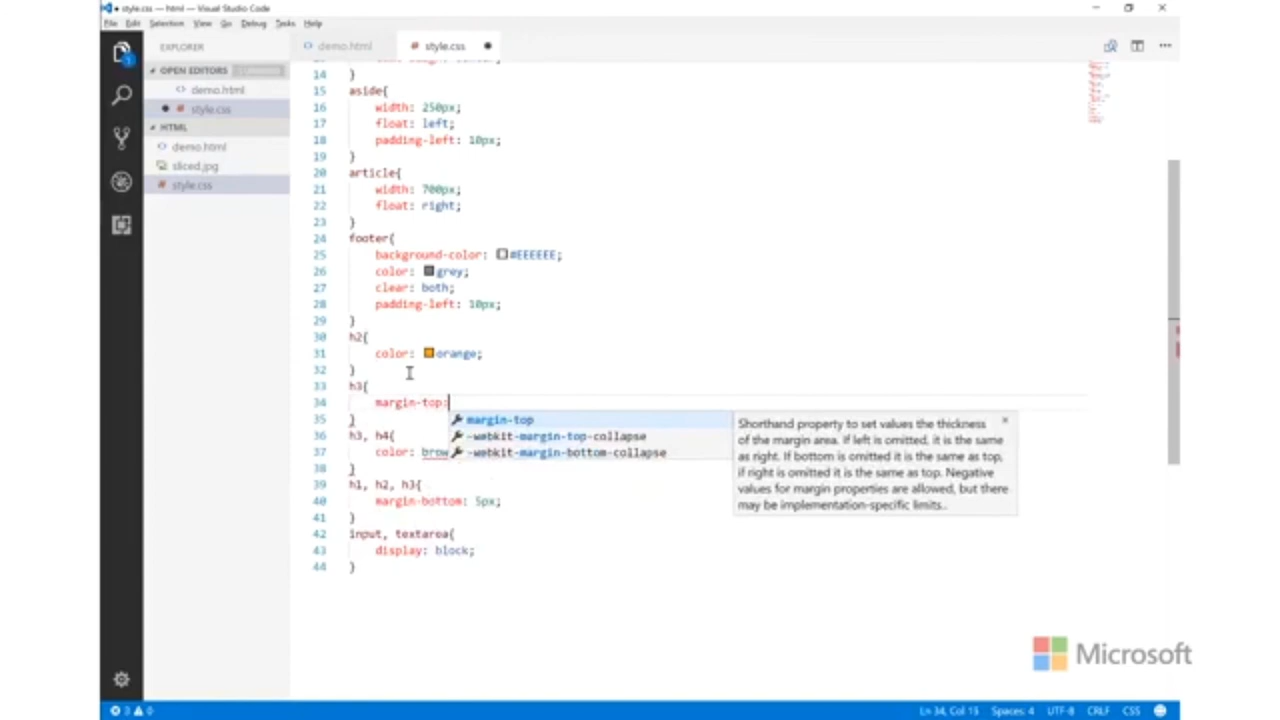 style.css — html — Visual Studio Code
File Edit Selection View Go Debug Tasks Help
EXPLORER
demo.html
style.css
OPEN EDITORS
demo.html
style.css
HTML
demo.html
sliced.jpg
style.css
1
14 }
15 aside{
16 width: 250px;
17 float: left;
18 padding-left: 10px;
19 }
20 article{
21 width: 700px;
22 float: right;
23 }
24 footer{
25 background-color: #EEEEEE;
26 color: grey;
27 clear: both;
28 padding-left: 10px;
29 }
30 h2{
31 color: orange;
32 }
33 h3{
34 margin-top:
35 }
36 h3, h4{
37 color: brow
38 }
39 h1, h2, h3{
40 margin-bottom: 5px;
41 }
42 input, textarea{
43 display: block;
44 }
margin-top
-webkit-margin-top-collapse
-webkit-margin-bottom-collapse
Shorthand property to set values the thickness
of the margin area. If left is omitted, it is the same
as right. If bottom is omitted it is the same as top,
if right is omitted it is the same as top. Negative
values for margin properties are allowed, but there
may be implementation-specific limits..
Microsoft
3 0
Ln 34, Col 15 Spaces: 4 UTF-8 CRLF CSS